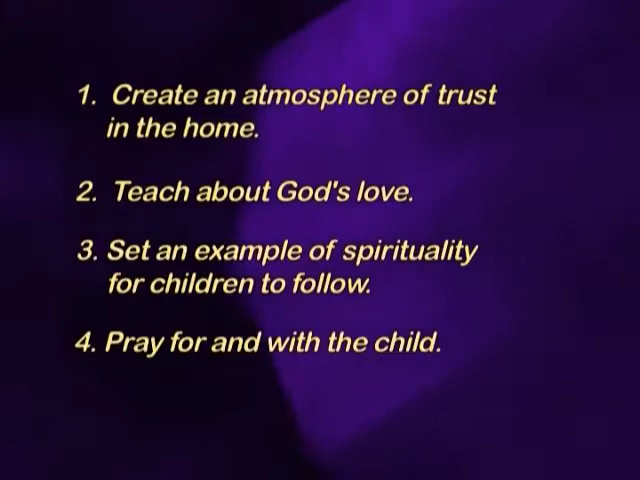 1. Create an atmosphere of trust
in the home.
2. Teach about God's love.
3. Set an example of spirituality
for children to follow.
4. Pray for and with the child.